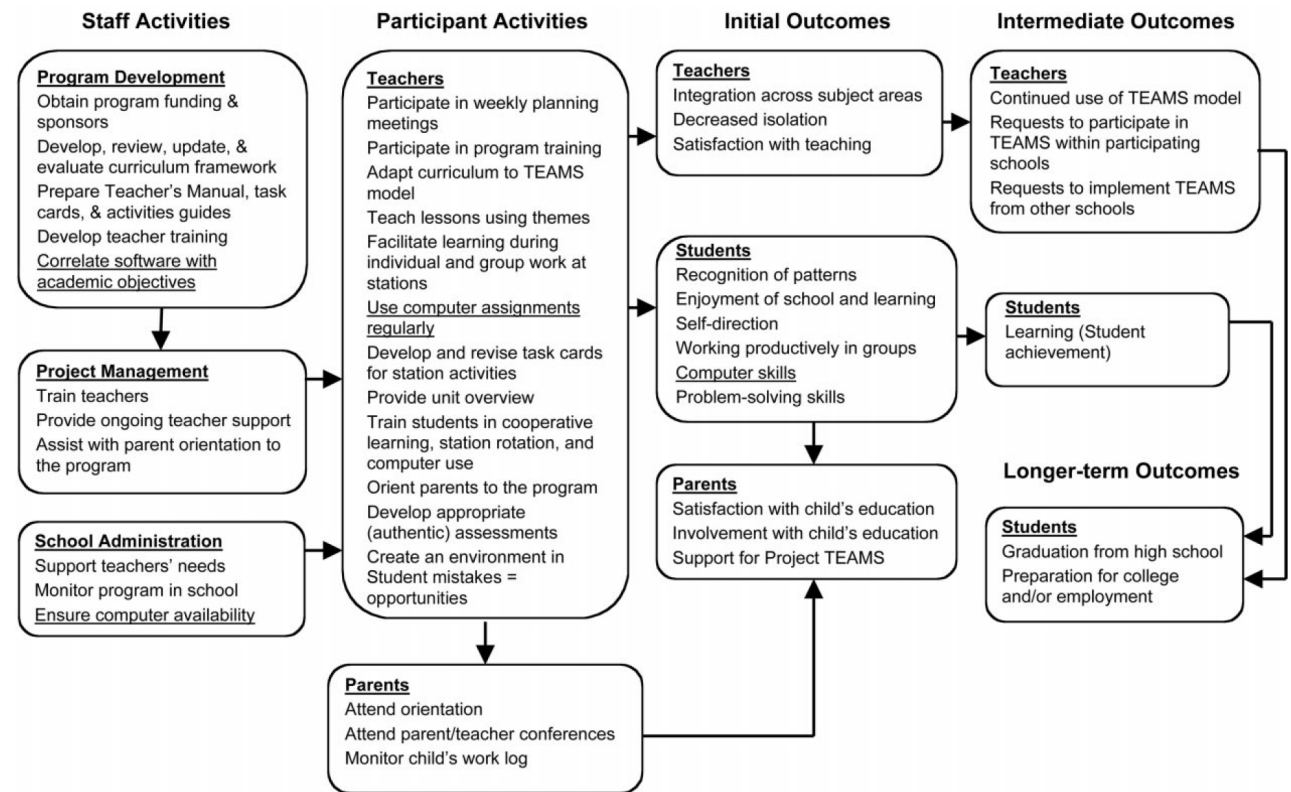 Staff Activities
Participant Activities
Initial Outcomes
Intermediate Outcomes
Program Development
Obtain program funding &
sponsors
Develop, review, update, &
evaluate curriculum framework
Prepare Teacher's Manual, task
cards, & activities guides
Develop teacher training
Correlate software with
academic objectives
Project Management
Train teachers
Provide ongoing teacher support
Assist with parent orientation to
the program
School Administration
Support teachers' needs
Monitor program in school
Ensure computer availability
Teachers
Participate in weekly planning
meetings
Participate in program training
Adapt curriculum to TEAMS
model
Teach lessons using themes
Facilitate learning during
individual and group work at
stations
Use computer assignments
regularly
Develop and revise task cards
for station activities
Provide unit overview
Train students in cooperative
learning, station rotation, and
computer use
Orient parents to the program
Develop appropriate
(authentic) assessments
Create an environment in
Student mistakes =
opportunities
Parents
Attend orientation
Attend parent/teacher conferences
Monitor child's work log
Teachers
Integration across subject areas
Decreased isolation
Satisfaction with teaching
Students
Recognition of patterns
Enjoyment of school and learning
Self-direction
Working productively in groups
Computer skills
Problem-solving skills
Parents
Satisfaction with child's education
Involvement with child's education
Support for Project TEAMS
Teachers
Continued use of TEAMS model
Requests to participate in
TEAMS within participating
schools
Requests to implement TEAMS
from other schools
Students
Learning (Student
achievement)
Longer-term Outcomes
Students
Graduation from high school
Preparation for college
and/or employment